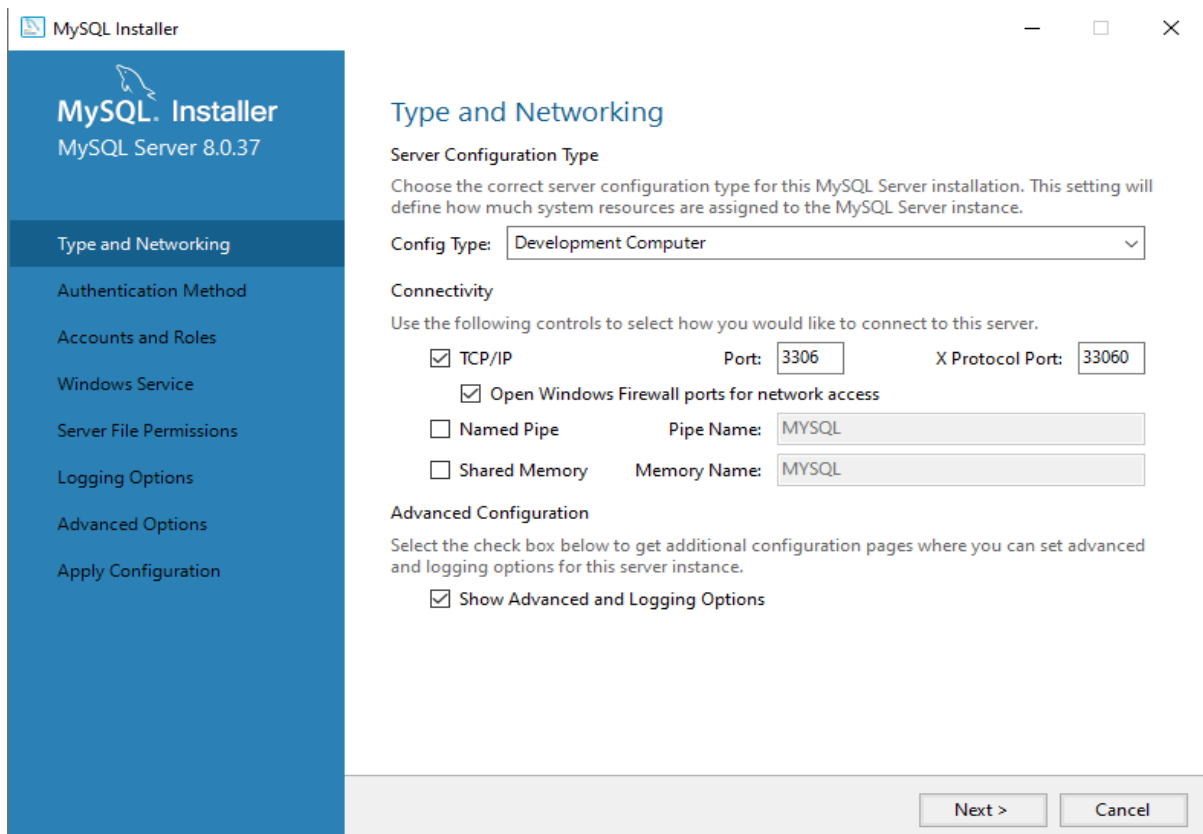 MySQL Installer
MySQL. Installer
MySQL Server 8.0.37
Type and Networking
Authentication Method
Accounts and Roles
Windows Service
Server File Permissions
Logging Options
Advanced Options
Apply Configuration
Type and Networking
Server Configuration Type
Choose the correct server configuration type for this MySQL Server installation. This setting will
define how much system resources are assigned to the MySQL Server instance.
Config Type: Development Computer
Connectivity
Use the following controls to select how you would like to connect to this server.
TCP/IP Port: 3306 X Protocol Port: 33060
Open Windows Firewall ports for network access
Named Pipe Pipe Name: MYSQL
Shared Memory Memory Name: MYSQL
Advanced Configuration
Select the check box below to get additional configuration pages where you can set advanced
and logging options for this server instance.
Show Advanced and Logging Options
Next > Cancel